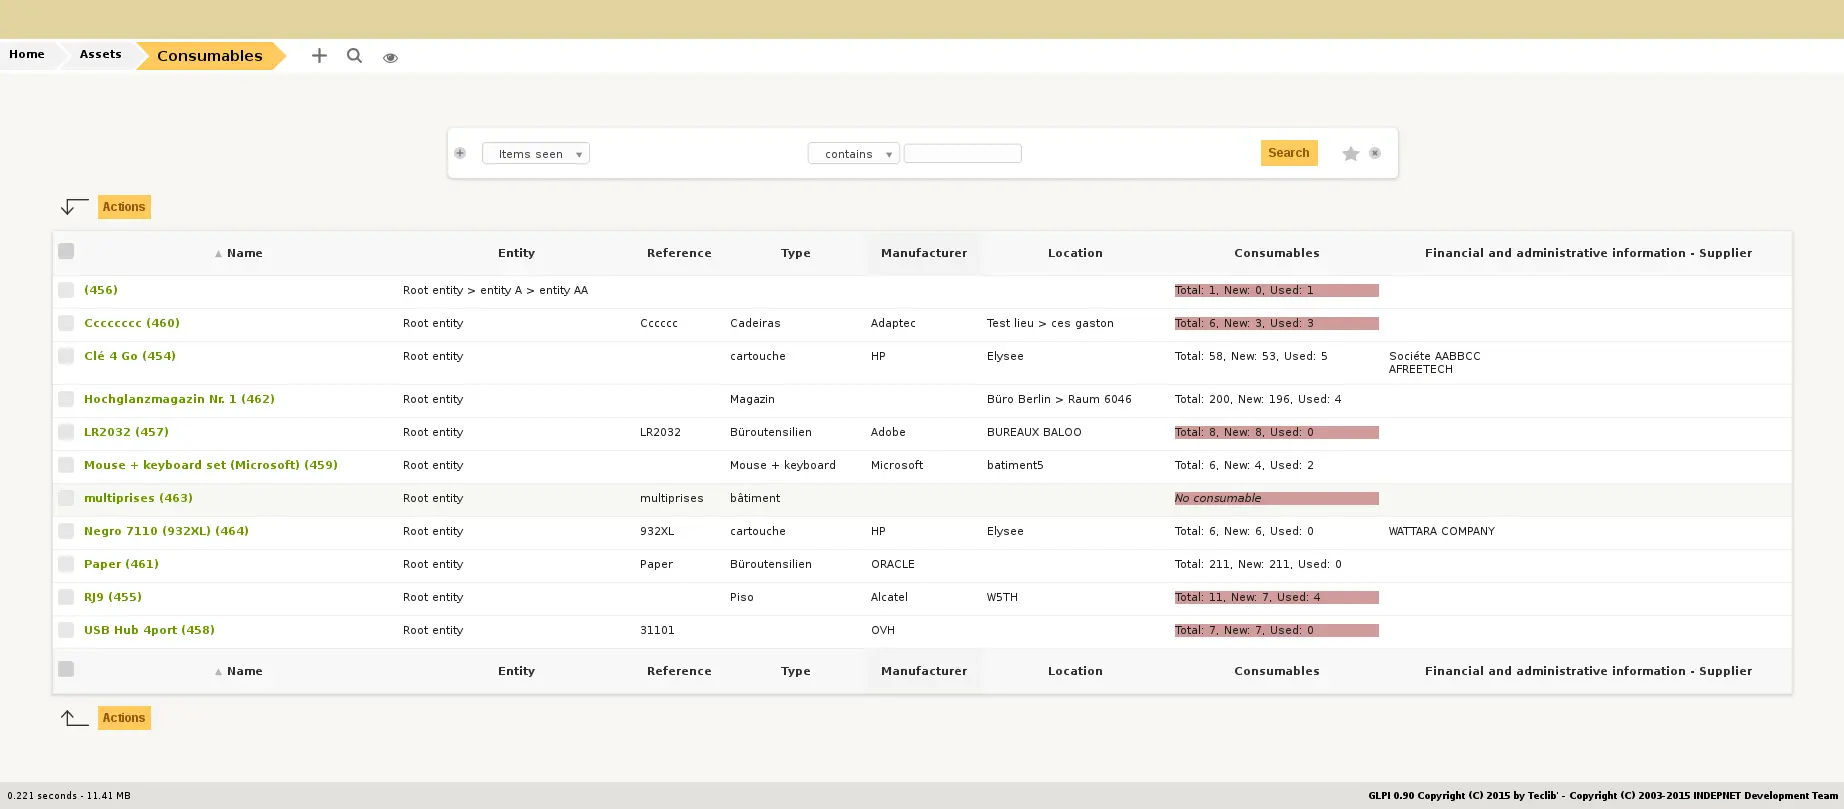 Home Assets Consumables
Items seen contains Search
Actions
Name Entity Reference Type Manufacturer Location Consumables Financial and administrative information - Supplier
(456) Root entity > entity A > entity AA Total: 1, New: 0, Used: 1
Cccccccc (460) Root entity Cccccc Cadeiras Adaptec Test lieu > ces gaston Total: 6, New: 3, Used: 3
Clé 4 Go (454) Root entity cartouche HP Elysee Total: 58, New: 53, Used: 5 Sociéte AABBCC
AFREETECH
Hochglanzmagazin Nr. 1 (462) Root entity Magazin Büro Berlin > Raum 6046 Total: 200, New: 196, Used: 4
LR2032 (457) Root entity LR2032 Büroutensilien Adobe BUREAUX BALOO Total: 8, New: 8, Used: 0
Mouse + keyboard set (Microsoft) (459) Root entity Mouse + keyboard Microsoft batiment5 Total: 6, New: 4, Used: 2
multiprises (463) Root entity multiprises bâtiment No consumable
Negro 7110 (932XL) (464) Root entity 932XL cartouche HP Elysee Total: 6, New: 6, Used: 0 WATTARA COMPANY
Paper (461) Root entity Paper Büroutensilien ORACLE Total: 211, New: 211, Used: 0
RJ9 (455) Root entity Piso Alcatel W5TH Total: 11, New: 7, Used: 4
USB Hub 4port (458) Root entity 31101 OVH Total: 7, New: 7, Used: 0
Name Entity Reference Type Manufacturer Location Consumables Financial and administrative information - Supplier
Actions
0.221 seconds - 11.41 MB GLPI 0.90 Copyright (C) 2015 by Teclib' - Copyright (C) 2003-2015 INDEPNET Development Team